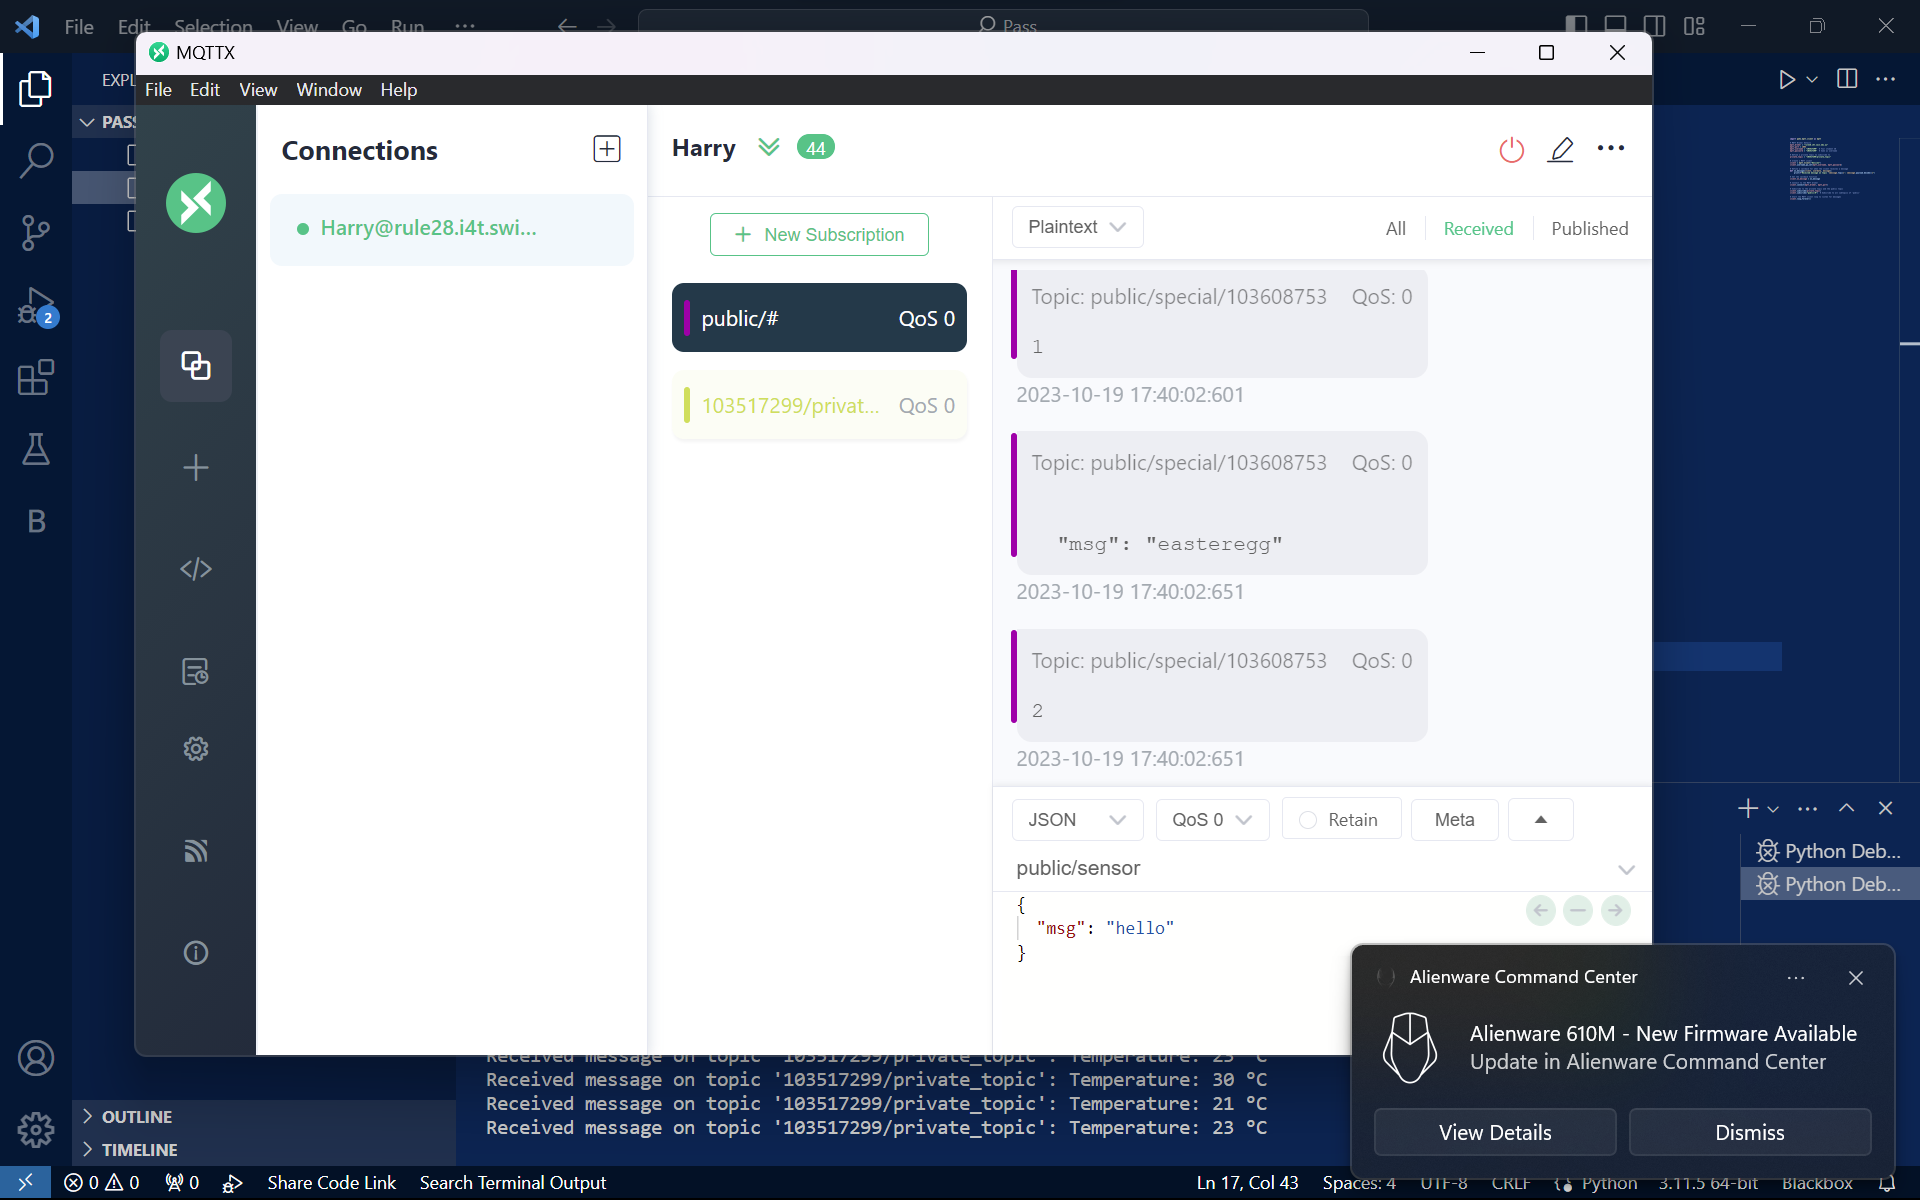 File Edit Selection View Go Run ... Pass
MQTTX
File Edit View Window Help
EXPL
PASS
Connections
Harry 44
Harry@rule28.i4t.swi...
New Subscription
public/# QoS 0
103517299/privat... QoS 0
Plaintext
All Received Published
Topic: public/special/103608753 QoS: 0
1
2023-10-19 17:40:02:601
Topic: public/special/103608753 QoS: 0
"msg": "easteregg"
2023-10-19 17:40:02:651
Topic: public/special/103608753 QoS: 0
2
2023-10-19 17:40:02:651
JSON QoS 0 Retain Meta
public/sensor
{
"msg": "hello"
}
2
B
Python Deb...
Python Deb...
Alienware Command Center
Alienware 610M - New Firmware Available
Update in Alienware Command Center
View Details Dismiss
Received message on topic '103517299/private_topic': Temperature: 25 °C
Received message on topic '103517299/private_topic': Temperature: 30 °C
Received message on topic '103517299/private_topic': Temperature: 21 °C
Received message on topic '103517299/private_topic': Temperature: 23 °C
OUTLINE
TIMELINE
0 0 0 Share Code Link Search Terminal Output Ln 17, Col 43 Spaces: 4 UTF-8 CRLF Python 3.11.5 64-bit Blackbox